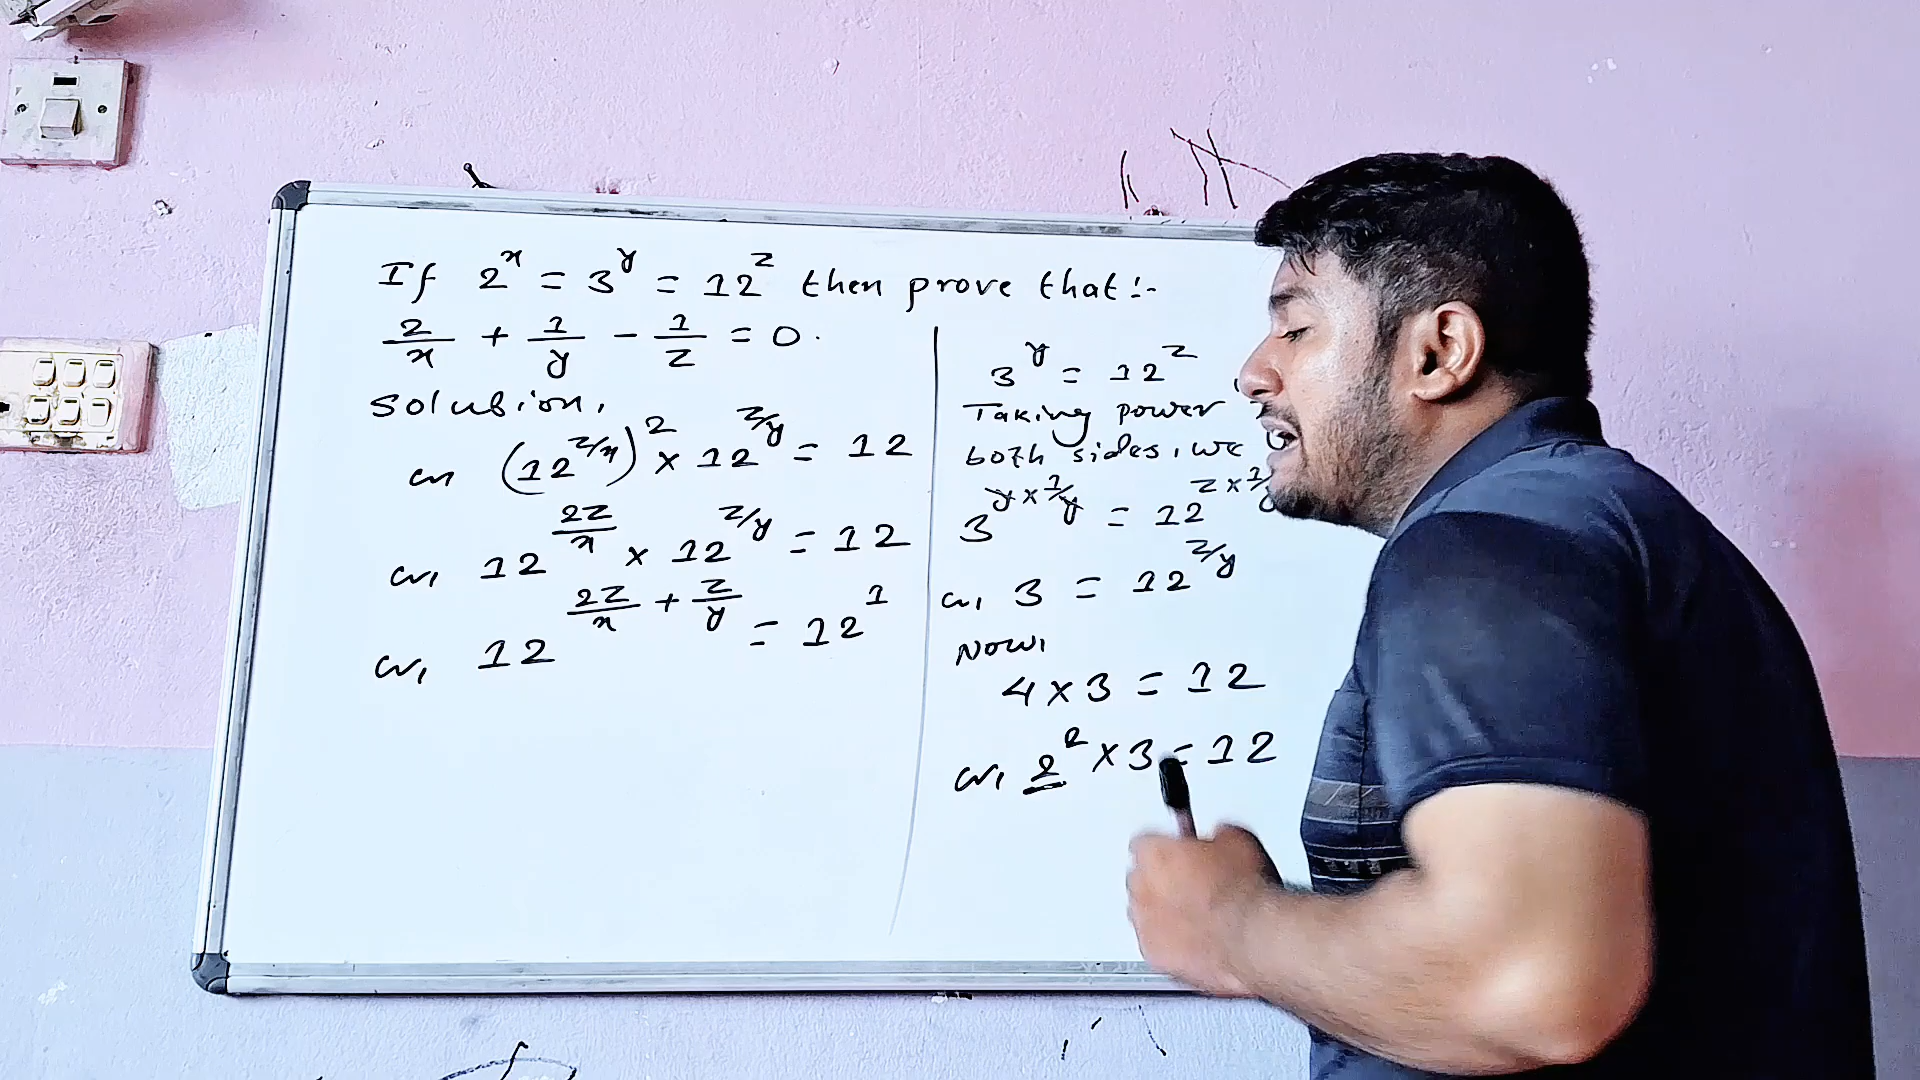 If 2^x = 3^y = 12^z then prove that :-
2/x + 1/y - 1/z = 0.
Solution,
or (12^z/x)^2 × 12^z/y = 12
or, 12^2z/x × 12^z/y = 12
or, 12^2z/x + z/y = 12^1
3^y = 12^z
Taking power
both sides, we
3^y×1/y = 12^z×1/y
or, 3 = 12^z/y
Now,
4 × 3 = 12
or, 2^2 × 3 = 12